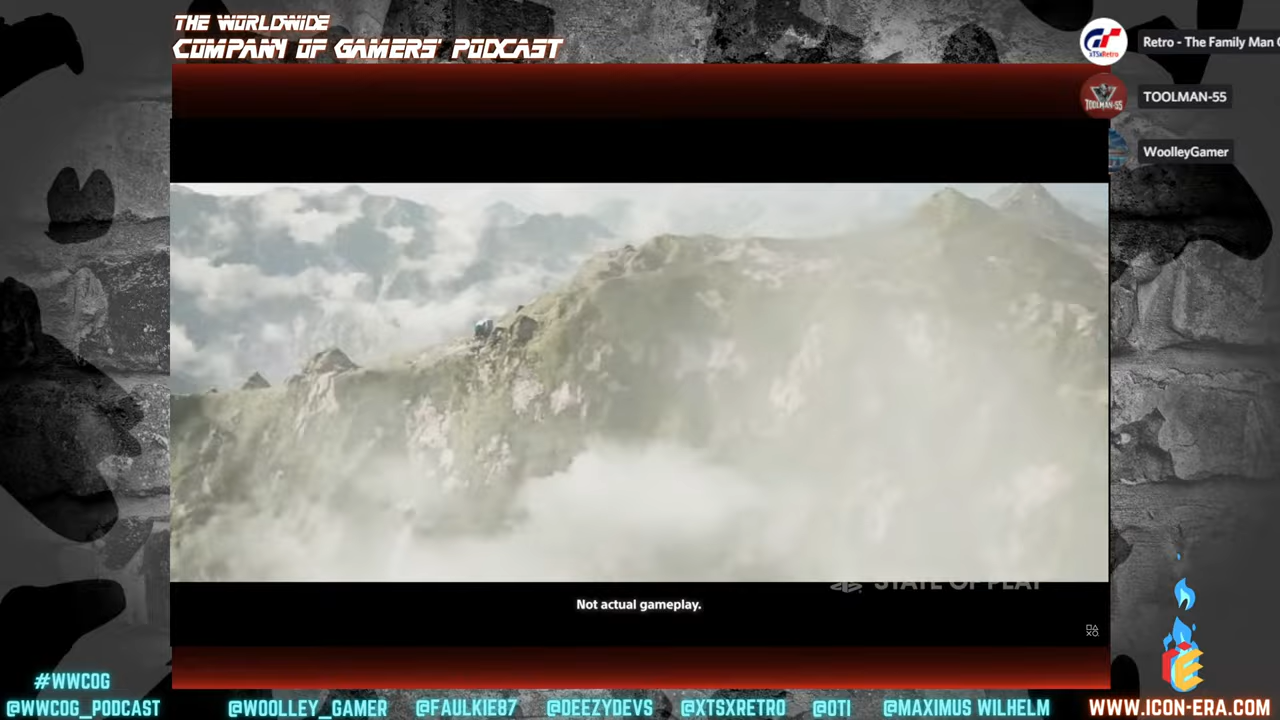 THE WORLDWIDE
COMPANY OF GAMERS' PODCAST
Retro - The Family Man
TOOLMAN-55
WoolleyGamer
STATE OF PLAY
Not actual gameplay.
#WWCOG
@WWCOG_PODCAST @WOOLLEY_GAMER @FAULKIE87 @DEEZYDEVS @XTSXRETRO @OTI @MAXIMUS WILHELM WWW.ICON-ERA.COM